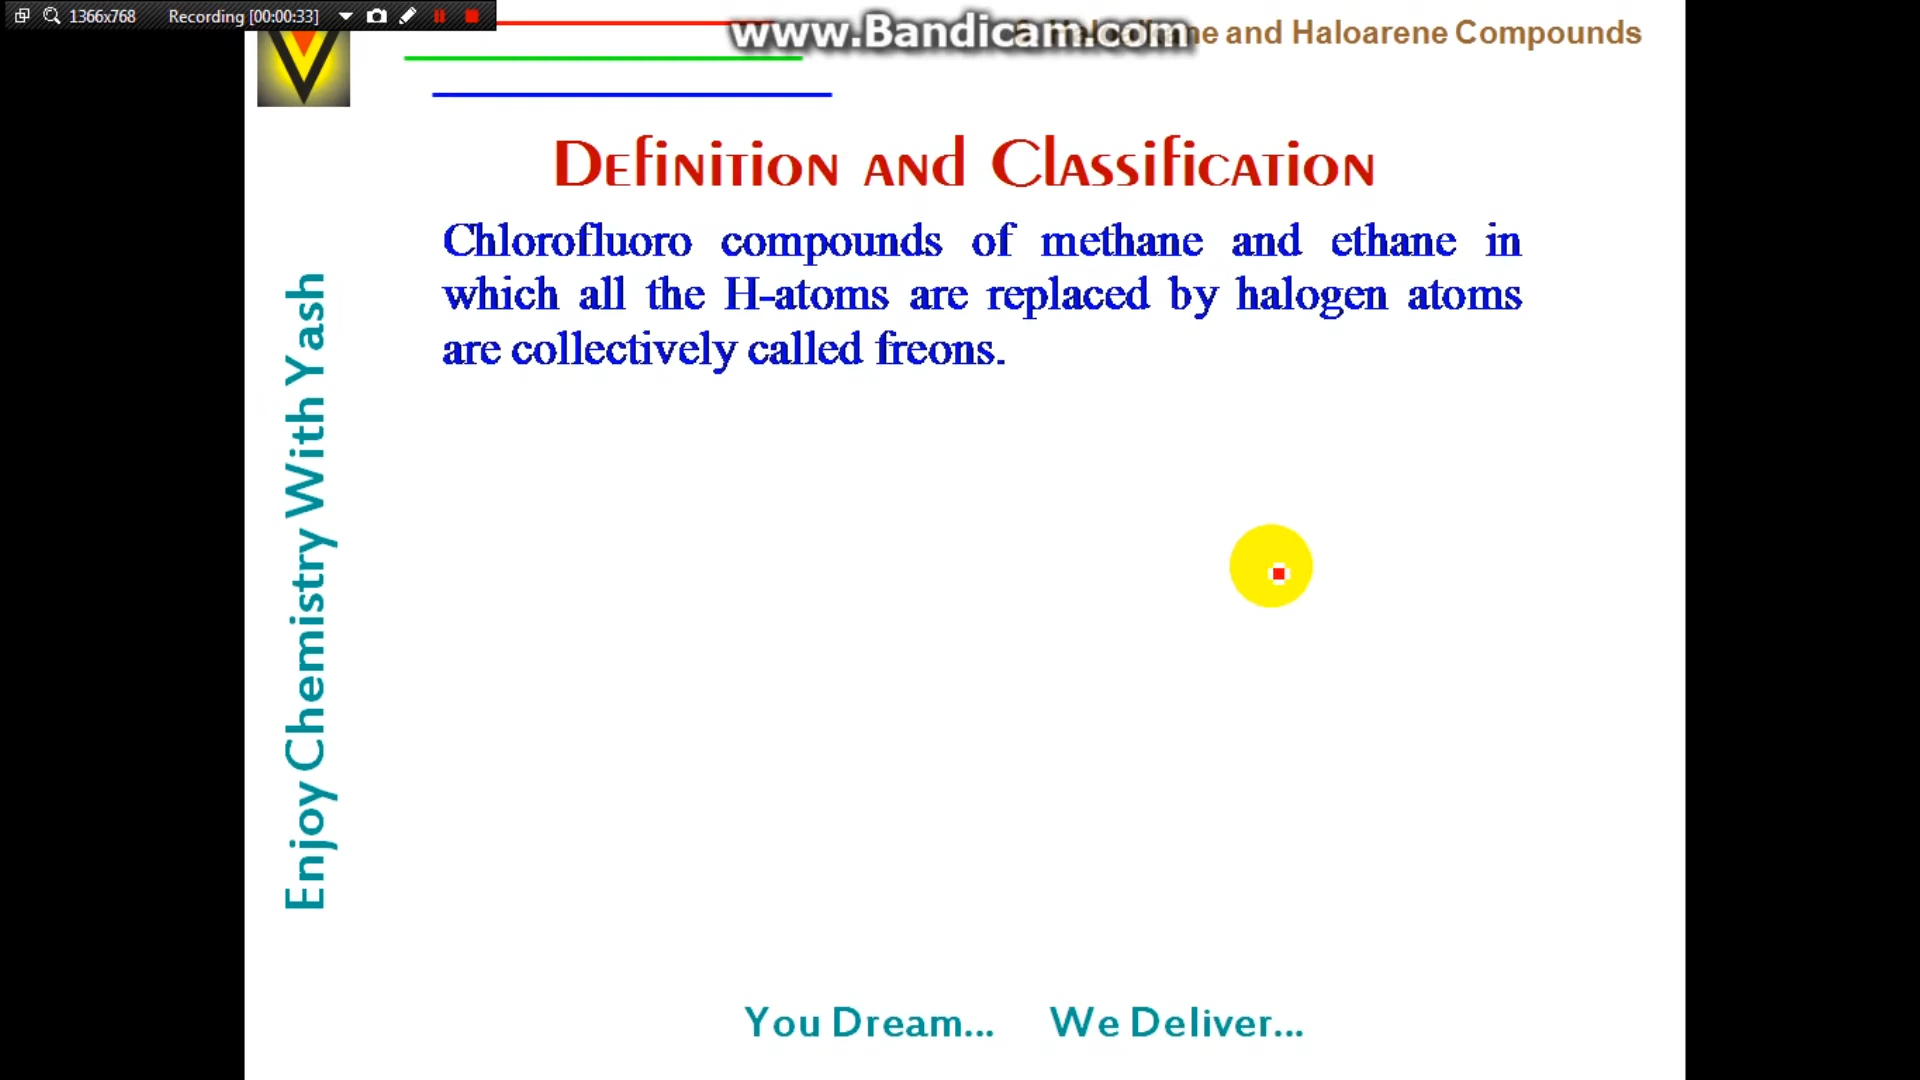 1366x768 Recording [00:00:33]
www.Bandicam.com
and Haloarene Compounds
Definition and Classification
Chlorofluoro compounds of methane and ethane in
which all the H-atoms are replaced by halogen atoms
are collectively called freons.
Enjoy Chemistry With Yash
You Dream... We Deliver...